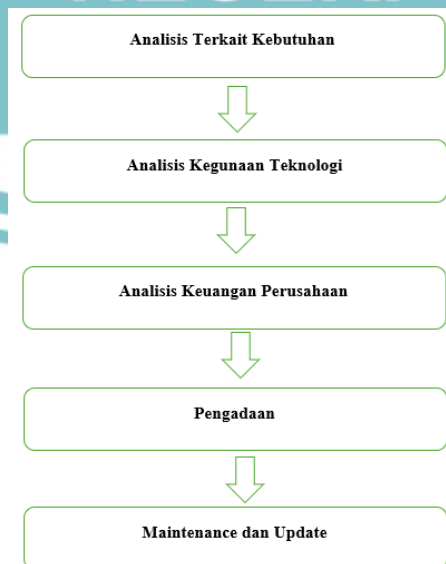 Analisis Terkait Kebutuhan
Analisis Kegunaan Teknologi
Analisis Keuangan Perusahaan
Pengadaan
Maintenance dan Update